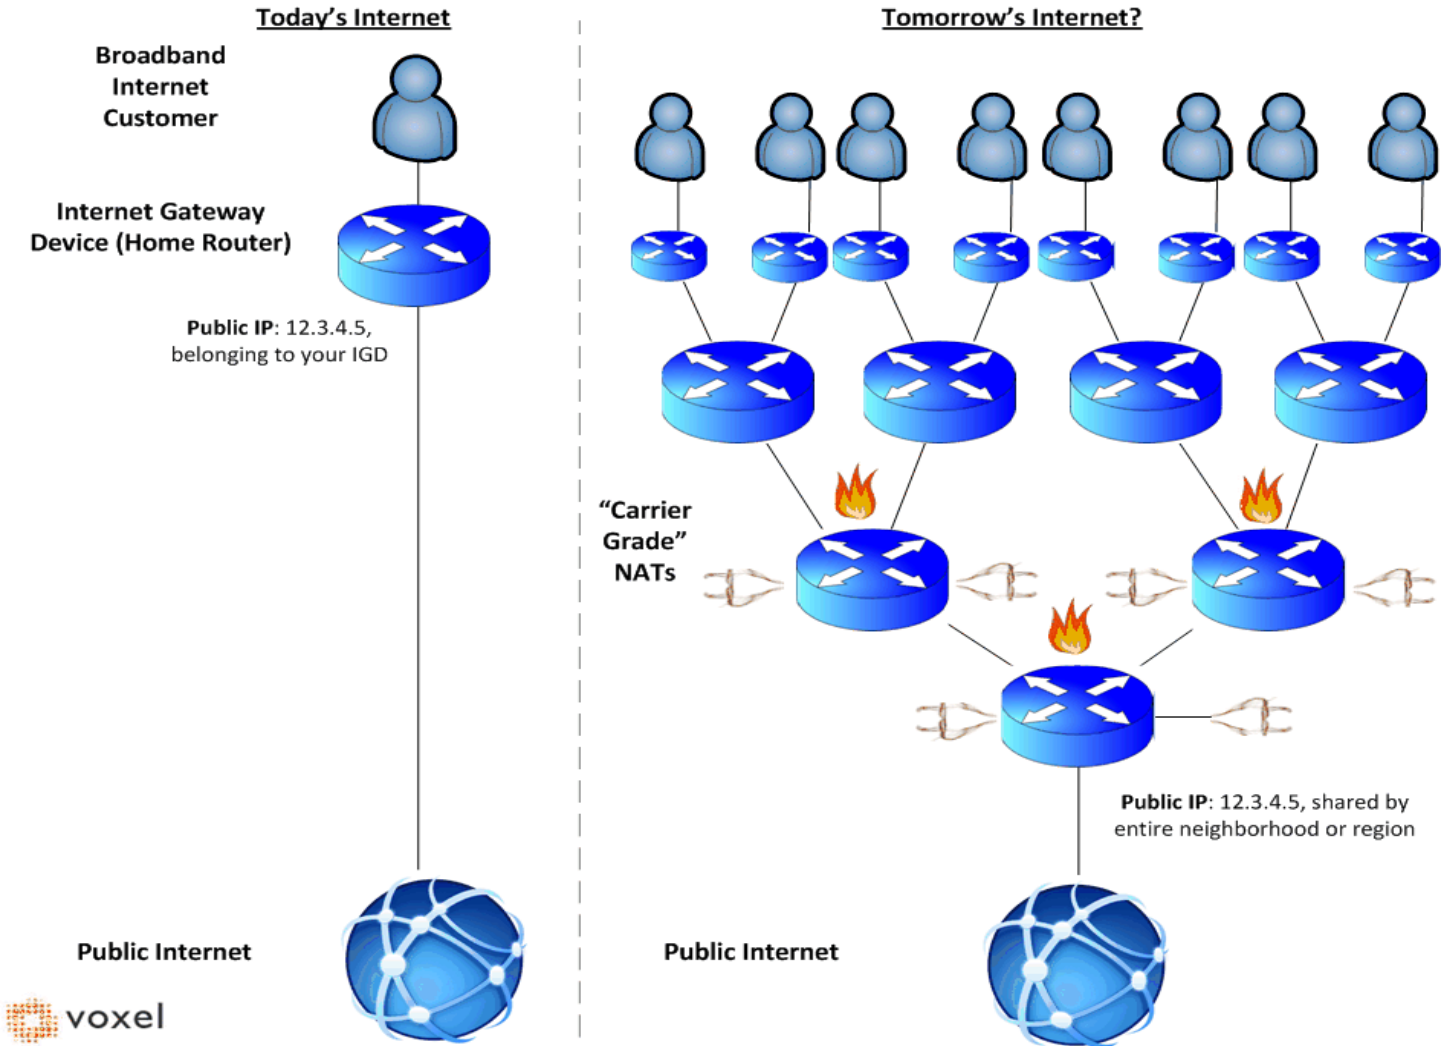 Today's Internet
Broadband
Internet
Customer
Internet Gateway
Device (Home Router)
Public IP: 12.3.4.5,
belonging to your IGD
Public Internet
voxel
Tomorrow's Internet?
“Carrier
Grade”
NATs
Public IP: 12.3.4.5, shared by
entire neighborhood or region
Public Internet